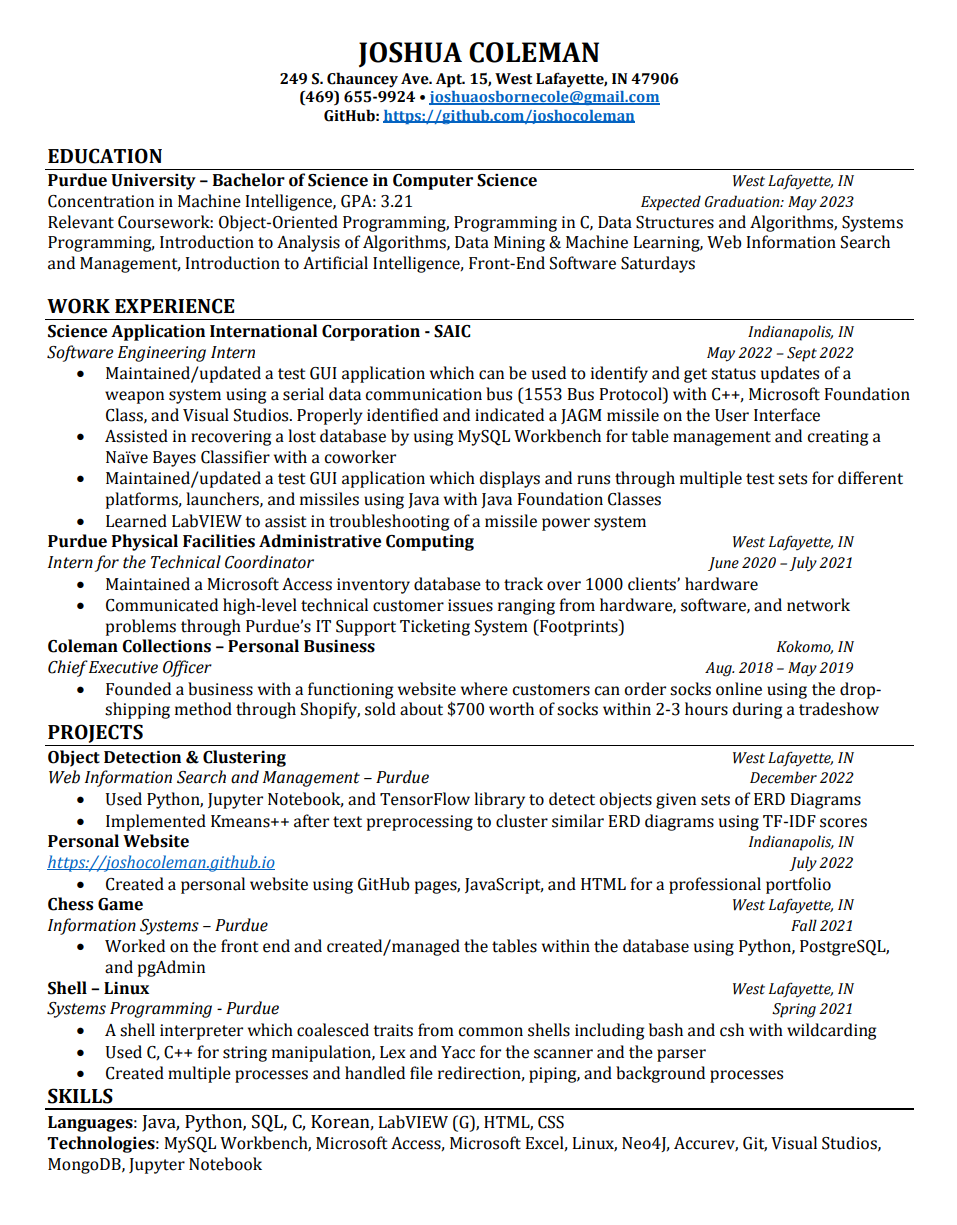 JOSHUA COLEMAN
249 S. Chauncey Ave. Apt. 15, West Lafayette, IN 47906
(469) 655-9924 • joshuaosbornecole@gmail.com
GitHub: https://github.com/joshocoleman
EDUCATION
Purdue University – Bachelor of Science in Computer Science West Lafayette, IN
Concentration in Machine Intelligence, GPA: 3.21 Expected Graduation: May 2023
Relevant Coursework: Object-Oriented Programming, Programming in C, Data Structures and Algorithms, Systems
Programming, Introduction to Analysis of Algorithms, Data Mining & Machine Learning, Web Information Search
and Management, Introduction to Artificial Intelligence, Front-End Software Saturdays
WORK EXPERIENCE
Science Application International Corporation - SAIC Indianapolis, IN
Software Engineering Intern May 2022 – Sept 2022
• Maintained/updated a test GUI application which can be used to identify and get status updates of a
weapon system using a serial data communication bus (1553 Bus Protocol) with C++, Microsoft Foundation
Class, and Visual Studios. Properly identified and indicated a JAGM missile on the User Interface
• Assisted in recovering a lost database by using MySQL Workbench for table management and creating a
Naïve Bayes Classifier with a coworker
• Maintained/updated a test GUI application which displays and runs through multiple test sets for different
platforms, launchers, and missiles using Java with Java Foundation Classes
• Learned LabVIEW to assist in troubleshooting of a missile power system
Purdue Physical Facilities Administrative Computing West Lafayette, IN
Intern for the Technical Coordinator June 2020 – July 2021
• Maintained a Microsoft Access inventory database to track over 1000 clients’ hardware
• Communicated high-level technical customer issues ranging from hardware, software, and network
problems through Purdue’s IT Support Ticketing System (Footprints)
Coleman Collections – Personal Business Kokomo, IN
Chief Executive Officer Aug. 2018 – May 2019
• Founded a business with a functioning website where customers can order socks online using the drop-
shipping method through Shopify, sold about $700 worth of socks within 2-3 hours during a tradeshow
PROJECTS
Object Detection & Clustering West Lafayette, IN
Web Information Search and Management – Purdue December 2022
• Used Python, Jupyter Notebook, and TensorFlow library to detect objects given sets of ERD Diagrams
• Implemented Kmeans++ after text preprocessing to cluster similar ERD diagrams using TF-IDF scores
Personal Website Indianapolis, IN
https://joshocoleman.github.io July 2022
• Created a personal website using GitHub pages, JavaScript, and HTML for a professional portfolio
Chess Game West Lafayette, IN
Information Systems – Purdue Fall 2021
• Worked on the front end and created/managed the tables within the database using Python, PostgreSQL,
and pgAdmin
Shell – Linux West Lafayette, IN
Systems Programming - Purdue Spring 2021
• A shell interpreter which coalesced traits from common shells including bash and csh with wildcarding
• Used C, C++ for string manipulation, Lex and Yacc for the scanner and the parser
• Created multiple processes and handled file redirection, piping, and background processes
SKILLS
Languages: Java, Python, SQL, C, Korean, LabVIEW (G), HTML, CSS
Technologies: MySQL Workbench, Microsoft Access, Microsoft Excel, Linux, Neo4J, Accurev, Git, Visual Studios,
MongoDB, Jupyter Notebook